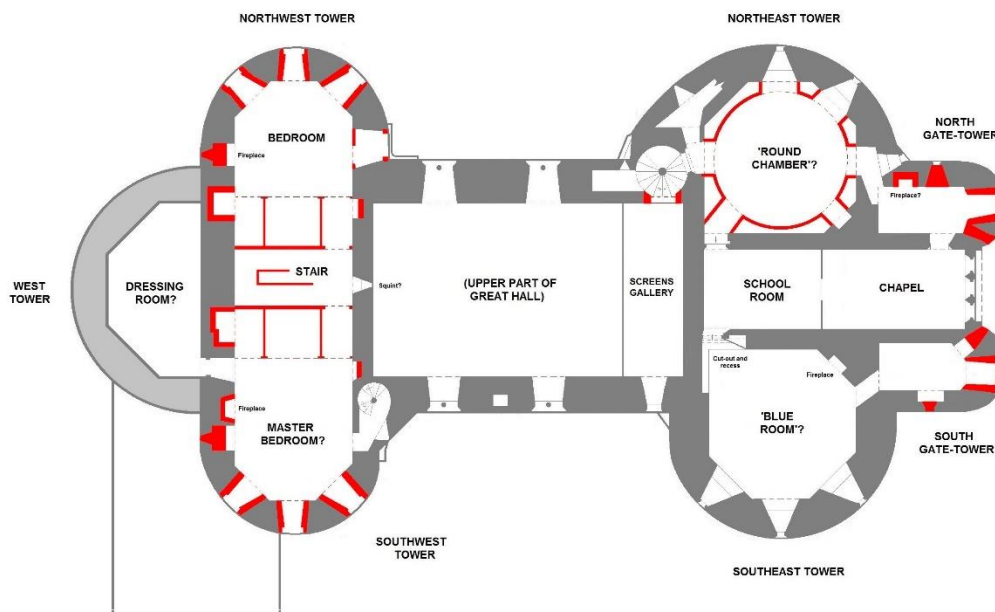 NORTHWEST TOWER
NORTHEAST TOWER
BEDROOM
Fireplace
'ROUND
CHAMBER'?
NORTH
GATE-TOWER
Fireplace?
WEST
TOWER
DRESSING
ROOM?
STAIR
Squint?
(UPPER PART OF
GREAT HALL)
SCREENS
GALLERY
SCHOOL
ROOM
CHAPEL
Cut-out and
recess
Fireplace
Fireplace
MASTER
BEDROOM?
'BLUE
ROOM'?
SOUTH
GATE-TOWER
SOUTHWEST
TOWER
SOUTHEAST TOWER